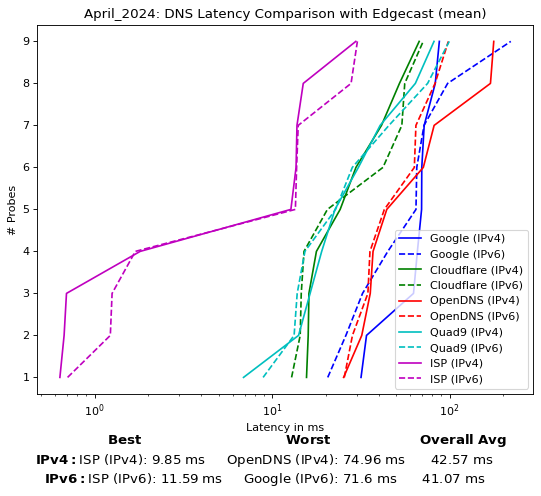 April_2024: DNS Latency Comparison with Edgecast (mean)
9
8
7
6
5
4
3
2
1
# Probes
Google (IPv4)
Google (IPv6)
Cloudflare (IPv4)
Cloudflare (IPv6)
OpenDNS (IPv4)
OpenDNS (IPv6)
Quad9 (IPv4)
Quad9 (IPv6)
ISP (IPv4)
ISP (IPv6)
10⁰ 10¹ 10²
Latency in ms
Best Worst Overall Avg
IPv4: ISP (IPv4): 9.85 ms OpenDNS (IPv4): 74.96 ms 42.57 ms
IPv6: ISP (IPv6): 11.59 ms Google (IPv6): 71.6 ms 41.07 ms